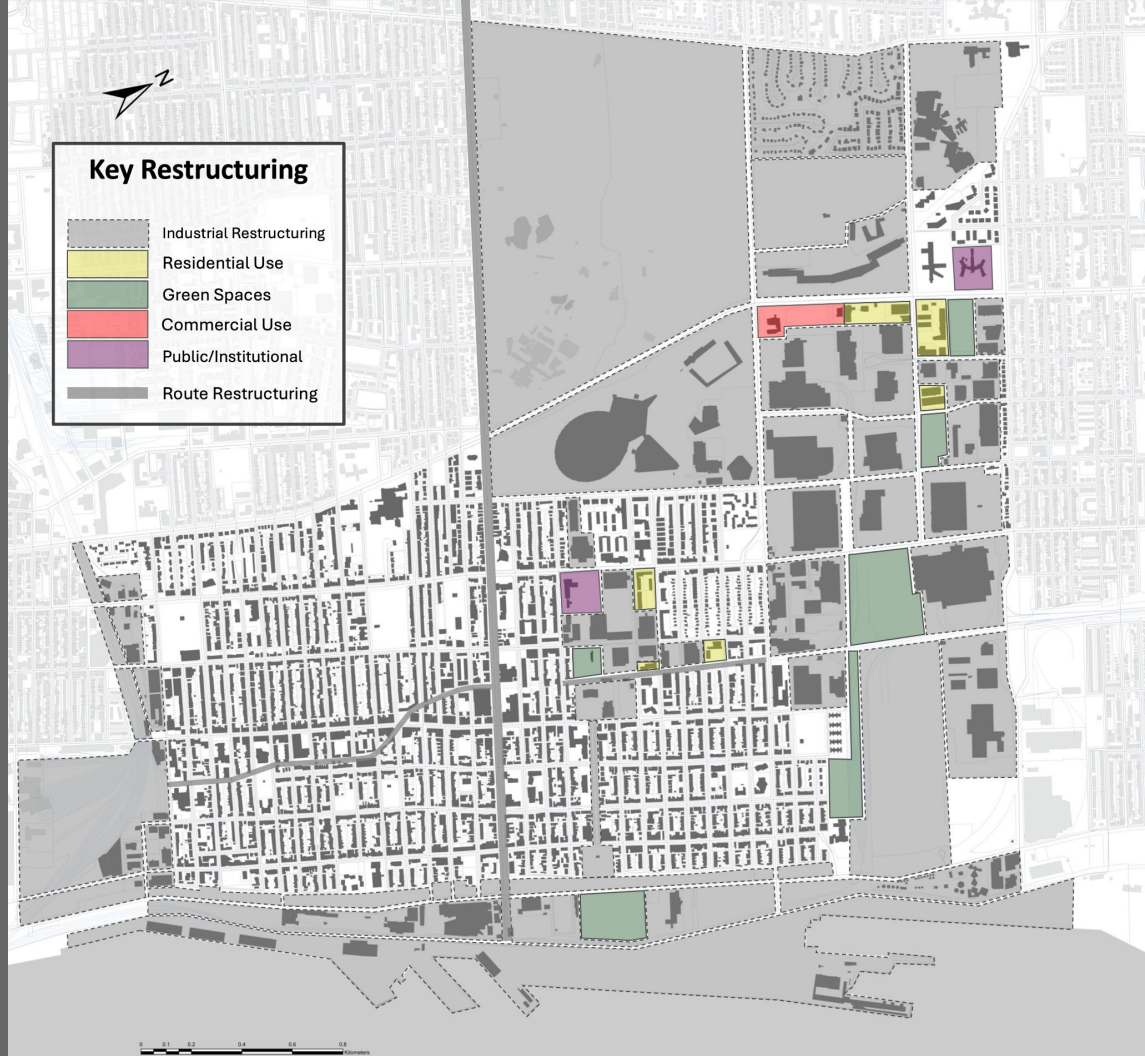 N
Key Restructuring
Industrial Restructuring
Residential Use
Green Spaces
Commercial Use
Public/Institutional
Route Restructuring
0 0.1 0.2 0.4 0.6 0.8
Kilometers